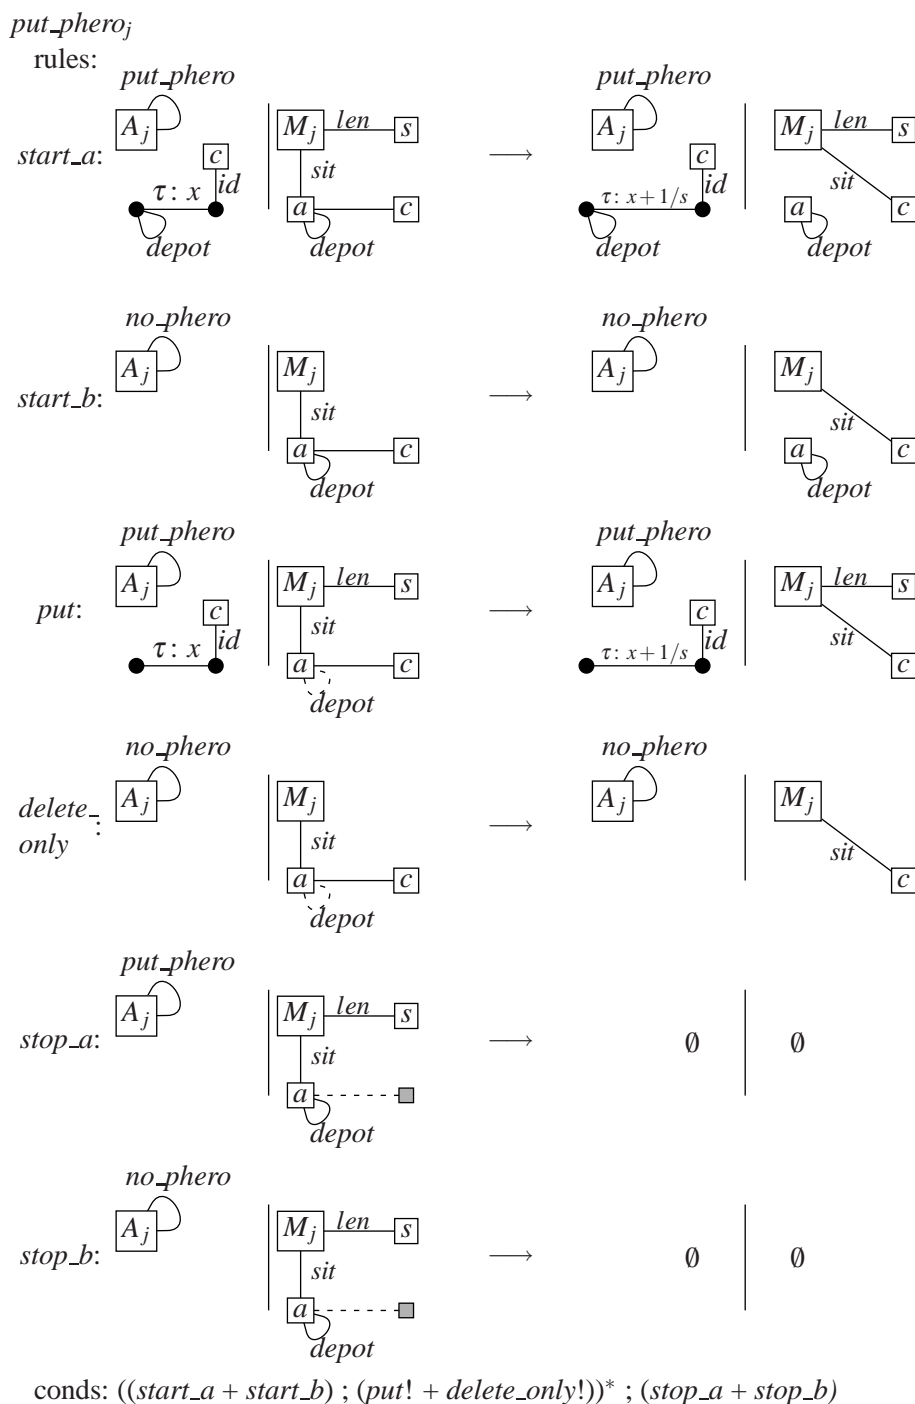 put_phero_j
rules:
put_phero
A_j M_j len s → A_j M_j len s
start_a: c sit c sit
τ: x id a c τ: x+1/s id a c
depot depot depot depot
no_phero no_phero
A_j M_j A_j M_j
start_b: sit → sit
a c a c
depot depot
put_phero put_phero
A_j M_j len s A_j M_j len s
put: c sit → c sit
τ: x id a c τ: x+1/s id c
depot
no_phero no_phero
A_j M_j A_j M_j
delete_
only : sit → sit
a c c
depot
put_phero
A_j M_j len s
stop_a: sit → ∅ ∅
a
depot
no_phero
A_j M_j len s
stop_b: sit → ∅ ∅
a
depot
conds: ((start_a + start_b) ; (put! + delete_only!))* ; (stop_a + stop_b)